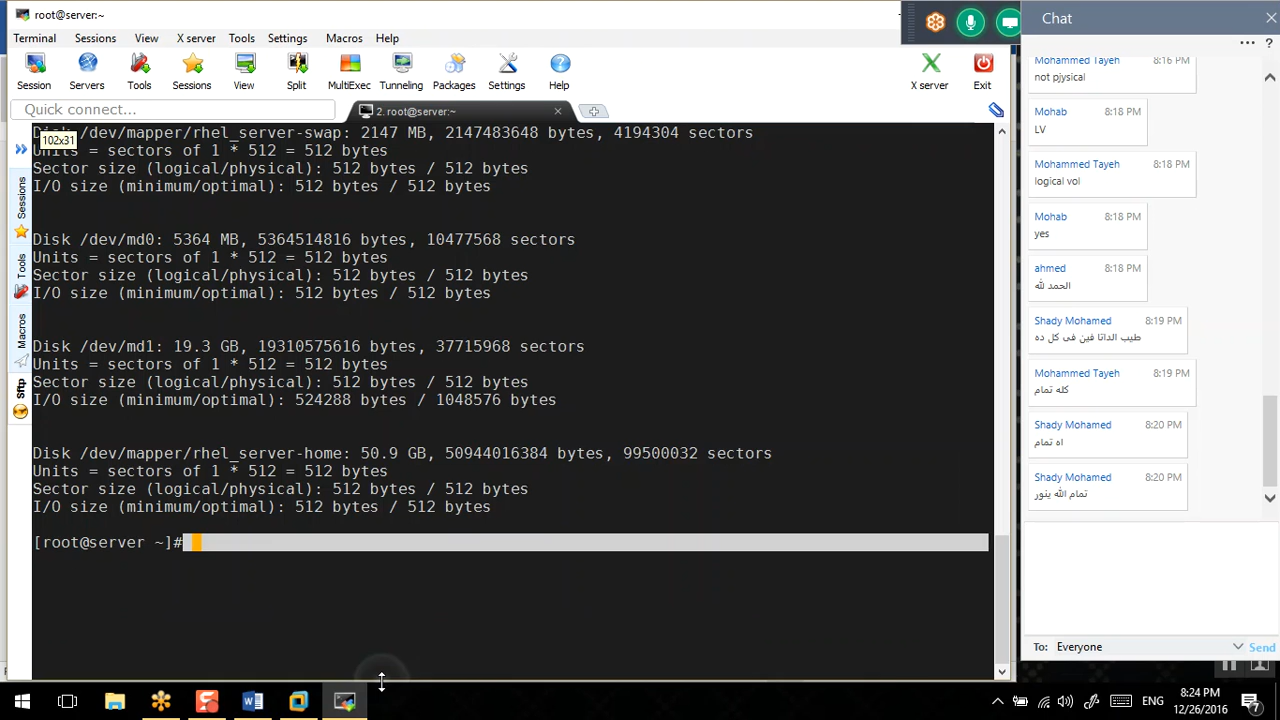 root@server:~
Terminal Sessions View X server Tools Settings Macros Help
Session Servers Tools Sessions View Split MultiExec Tunneling Packages Settings Help X server Exit
Quick connect...
2. root@server:~
102x31
Sessions
Tools
Macros
Sftp
/dev/mapper/rhel_server-swap: 2147 MB, 2147483648 bytes, 4194304 sectors
Units = sectors of 1 * 512 = 512 bytes
Sector size (logical/physical): 512 bytes / 512 bytes
I/O size (minimum/optimal): 512 bytes / 512 bytes
Disk /dev/md0: 5364 MB, 5364514816 bytes, 10477568 sectors
Units = sectors of 1 * 512 = 512 bytes
Sector size (logical/physical): 512 bytes / 512 bytes
I/O size (minimum/optimal): 512 bytes / 512 bytes
Disk /dev/md1: 19.3 GB, 19310575616 bytes, 37715968 sectors
Units = sectors of 1 * 512 = 512 bytes
Sector size (logical/physical): 512 bytes / 512 bytes
I/O size (minimum/optimal): 524288 bytes / 1048576 bytes
Disk /dev/mapper/rhel_server-home: 50.9 GB, 50944016384 bytes, 99500032 sectors
Units = sectors of 1 * 512 = 512 bytes
Sector size (logical/physical): 512 bytes / 512 bytes
I/O size (minimum/optimal): 512 bytes / 512 bytes
[root@server ~]#
Chat
Mohammed Tayeh 8:16 PM
not pjysical
Mohab 8:18 PM
LV
Mohammed Tayeh 8:18 PM
logical vol
Mohab 8:18 PM
yes
ahmed 8:18 PM
الحمد لله
Shady Mohamed 8:19 PM
طيب الداتا فين فى كل ده
Mohammed Tayeh 8:19 PM
كله تمام
Shady Mohamed 8:20 PM
اه تمام
Shady Mohamed 8:20 PM
تمام الله ينور
To: Everyone Send
ENG
8:24 PM
12/26/2016
7